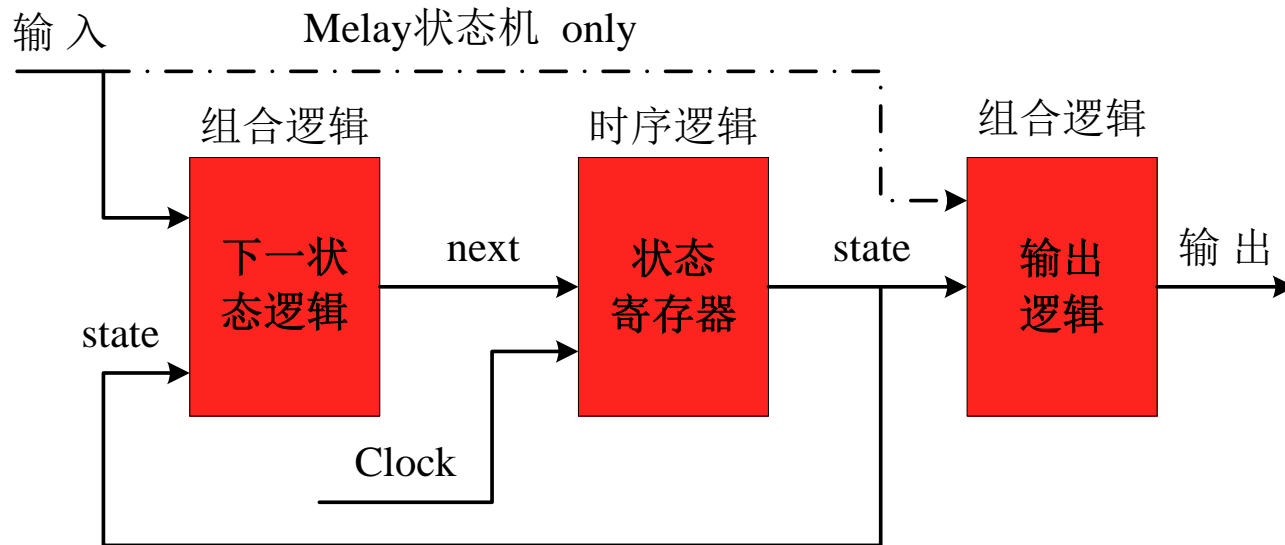 输 入
Melay状态机 only
组合逻辑
时序逻辑
组合逻辑
下一状
态逻辑
next
状态
寄存器
state
输出
逻辑
输 出
state
Clock